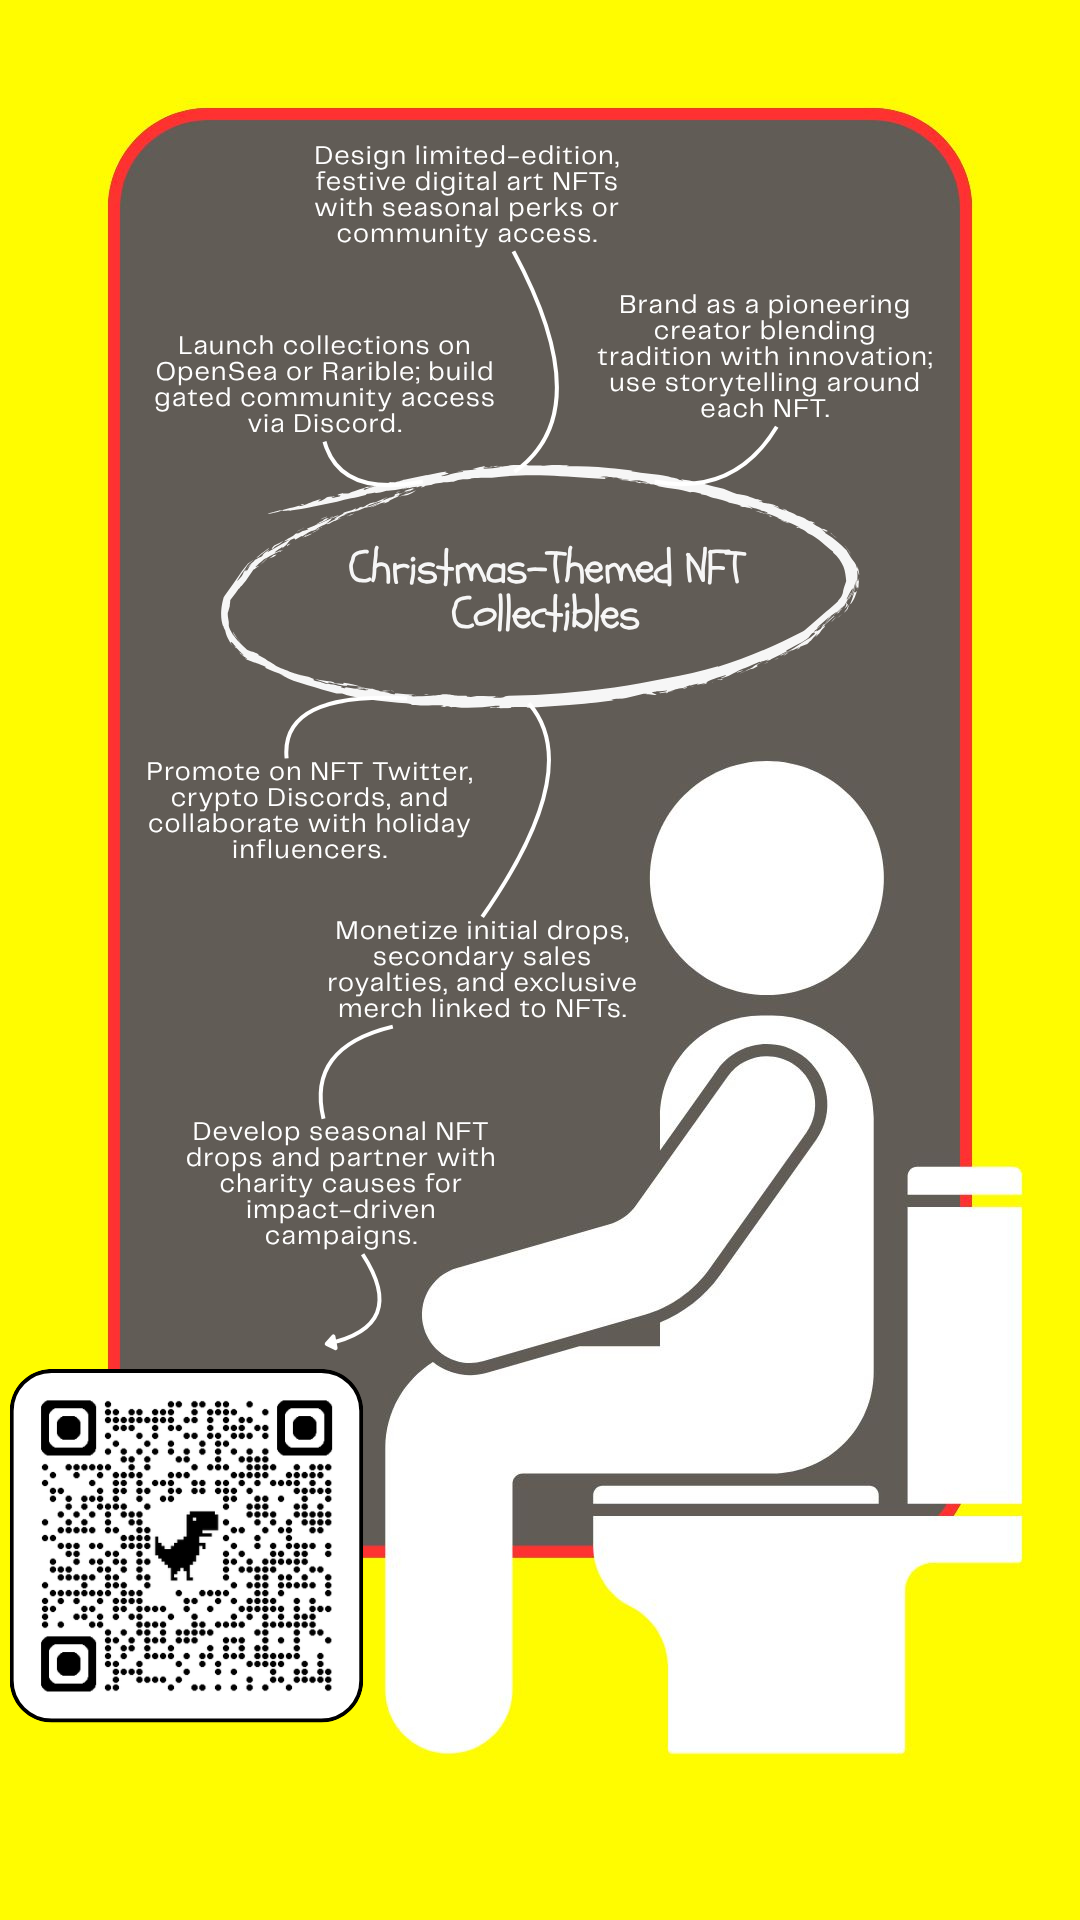 Design limited-edition,
festive digital art NFTs
with seasonal perks or
community access.
Launch collections on
OpenSea or Rarible; build
gated community access
via Discord.
Brand as a pioneering
creator blending
tradition with innovation;
use storytelling around
each NFT.
Christmas-Themed NFT
Collectibles
Promote on NFT Twitter,
crypto Discords, and
collaborate with holiday
influencers.
Monetize initial drops,
secondary sales
royalties, and exclusive
merch linked to NFTs.
Develop seasonal NFT
drops and partner with
charity causes for
impact-driven
campaigns.